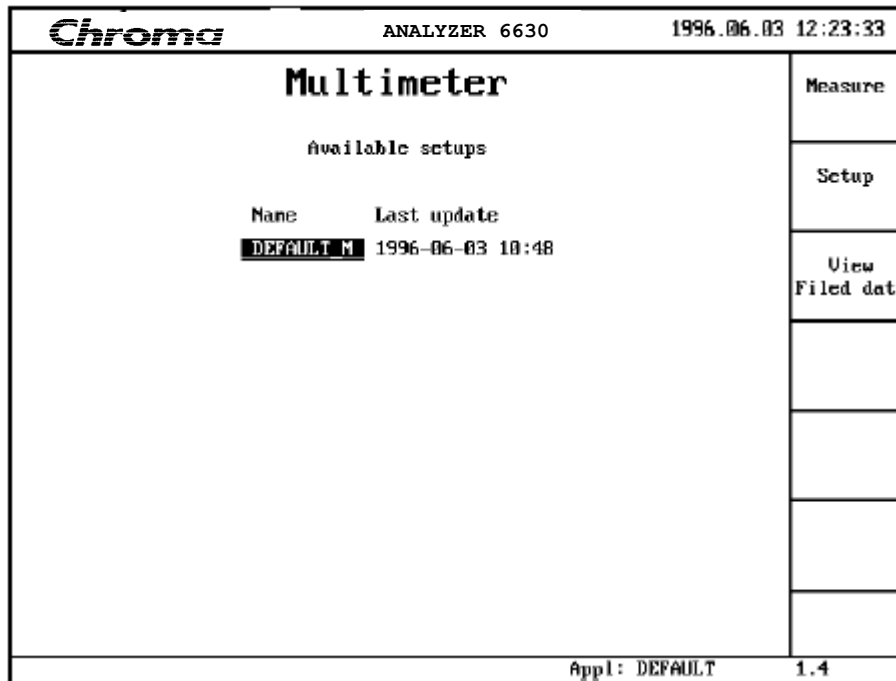 Chroma ANALYZER 6630 1996.06.03 12:23:33
Multimeter
Available setups
Name Last update
DEFAULT_M 1996-06-03 10:48
Measure
Setup
View
Filed dat
Appl: DEFAULT 1.4